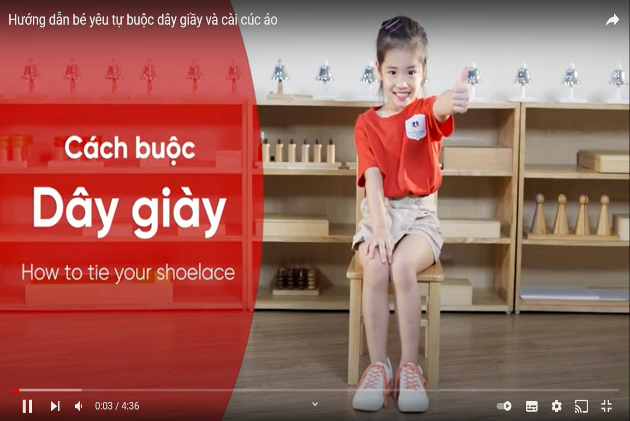 Hướng dẫn bé yêu tự buộc dây giầy và cài cúc áo
Cách buộc
Dây giày
How to tie your shoelace
0:03 / 4:36